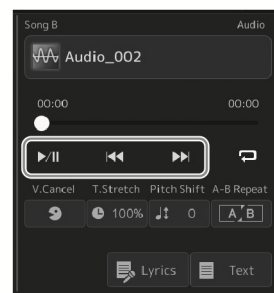 Song B Audio
Audio_002
00:00 00:00
V.Cancel T.Stretch Pitch Shift A-B Repeat
100% 0 A B
Lyrics Text